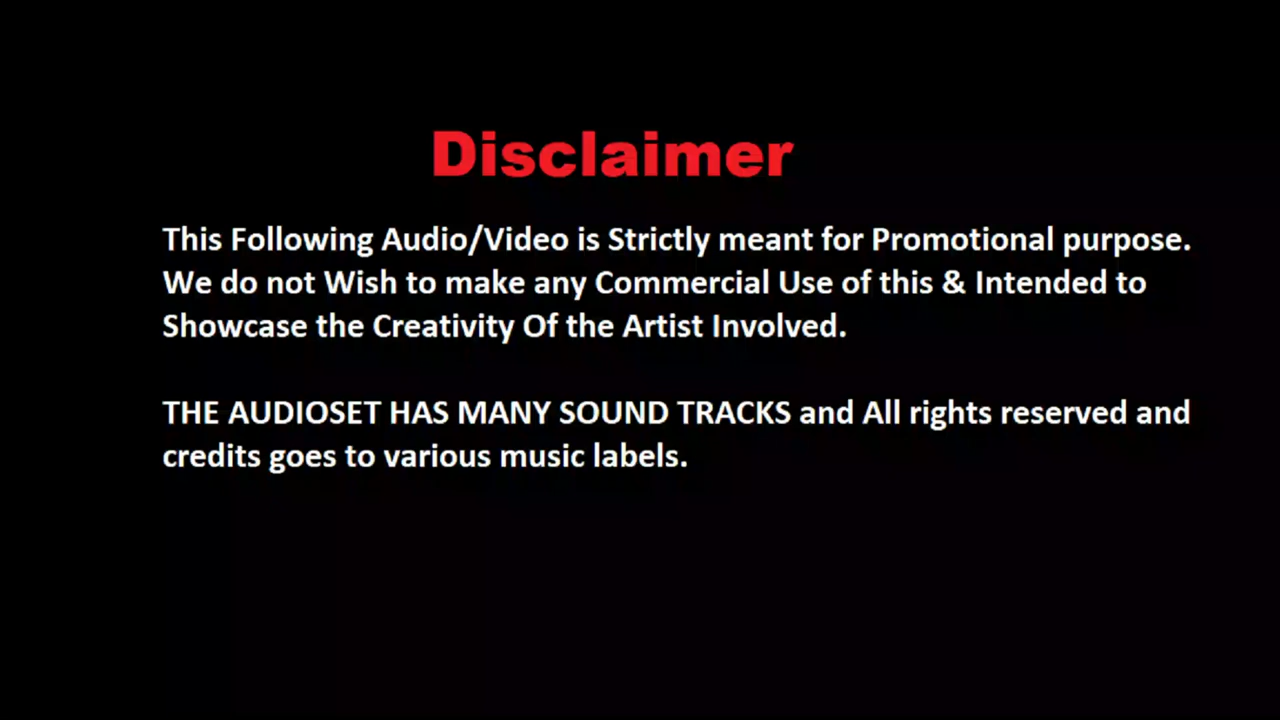 Disclaimer
This Following Audio/Video is Strictly meant for Promotional purpose.
We do not Wish to make any Commercial Use of this & Intended to
Showcase the Creativity Of the Artist Involved.
THE AUDIOSET HAS MANY SOUND TRACKS and All rights reserved and
credits goes to various music labels.